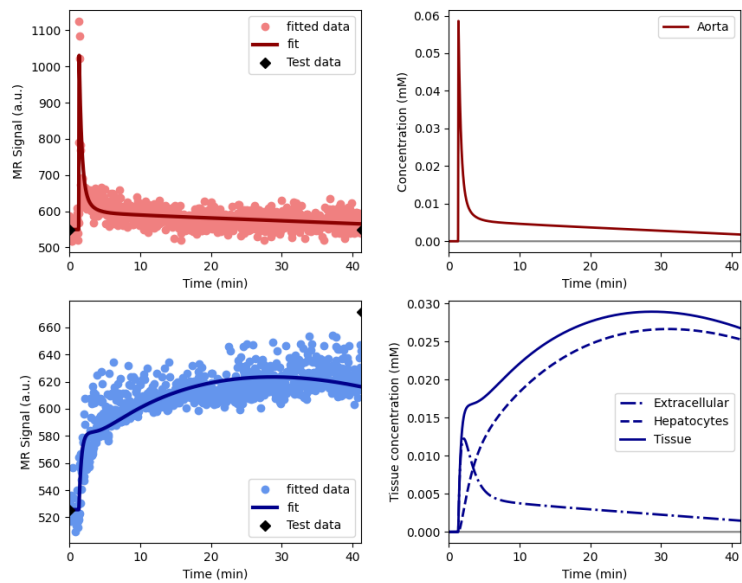 1100
1000
900
800
700
600
500
MR Signal (a.u.)
0
10
20
30
40
Time (min)
fitted data
fit
Test data
0.06
0.05
0.04
0.03
0.02
0.01
0.00
Concentration (mM)
0
10
20
30
40
Time (min)
Aorta
660
640
620
600
580
560
540
520
MR Signal (a.u.)
0
10
20
30
40
Time (min)
fitted data
fit
Test data
0.030
0.025
0.020
0.015
0.010
0.005
0.000
Tissue concentration (mM)
0
10
20
30
40
Time (min)
Extracellular
Hepatocytes
Tissue